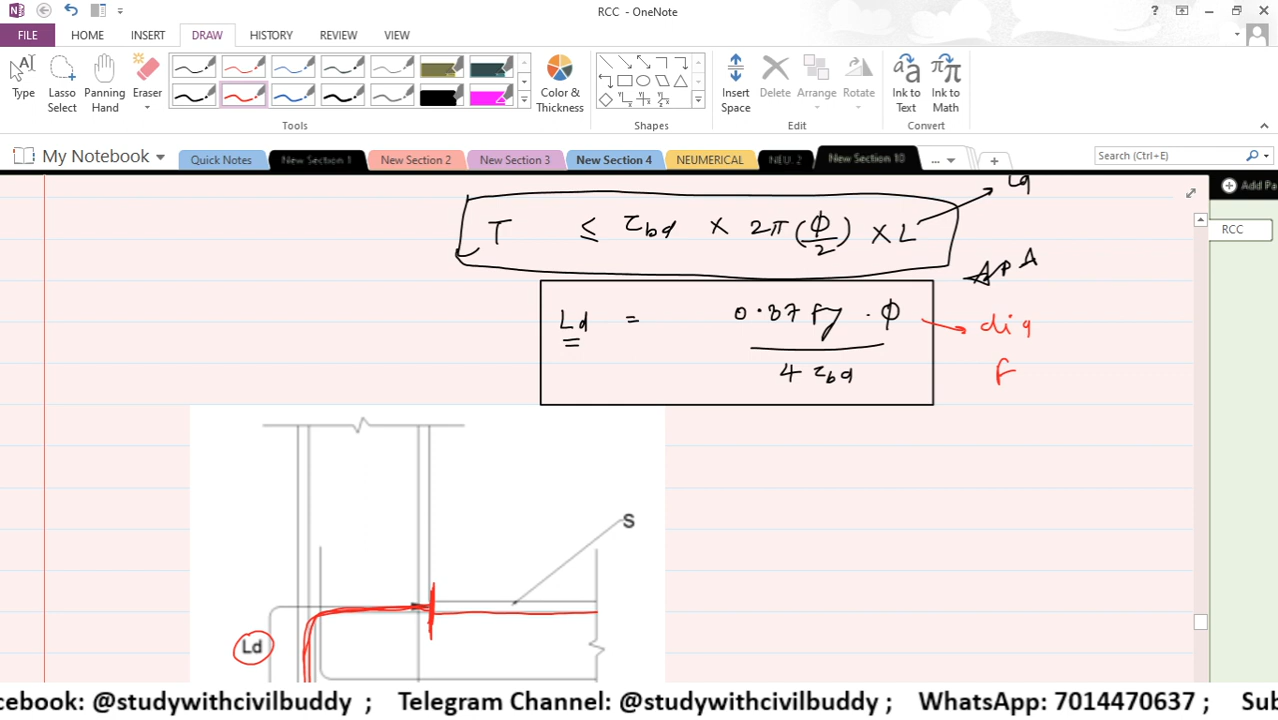 RCC - OneNote
FILE HOME INSERT DRAW HISTORY REVIEW VIEW
Type
Lasso Select
Panning Hand
Eraser
Color & Thickness
Insert Space
Delete
Arrange
Rotate
Ink to Text
Ink to Math
Tools Shapes Edit Convert
My Notebook Quick Notes New Section 1 New Section 2 New Section 3 New Section 4 NEUMERICAL NEU. 2 New Section 10 ... + Search (Ctrl+E)
Add Pa
RCC
T ≤ τbd × 2π(ϕ/2) × L
Ld = 0.87 fy . ϕ / 4 τbd
dia
f
S
Ld
cebook: @studywithcivilbuddy ; Telegram Channel: @studywithcivilbuddy ; WhatsApp: 7014470637 ; Sub